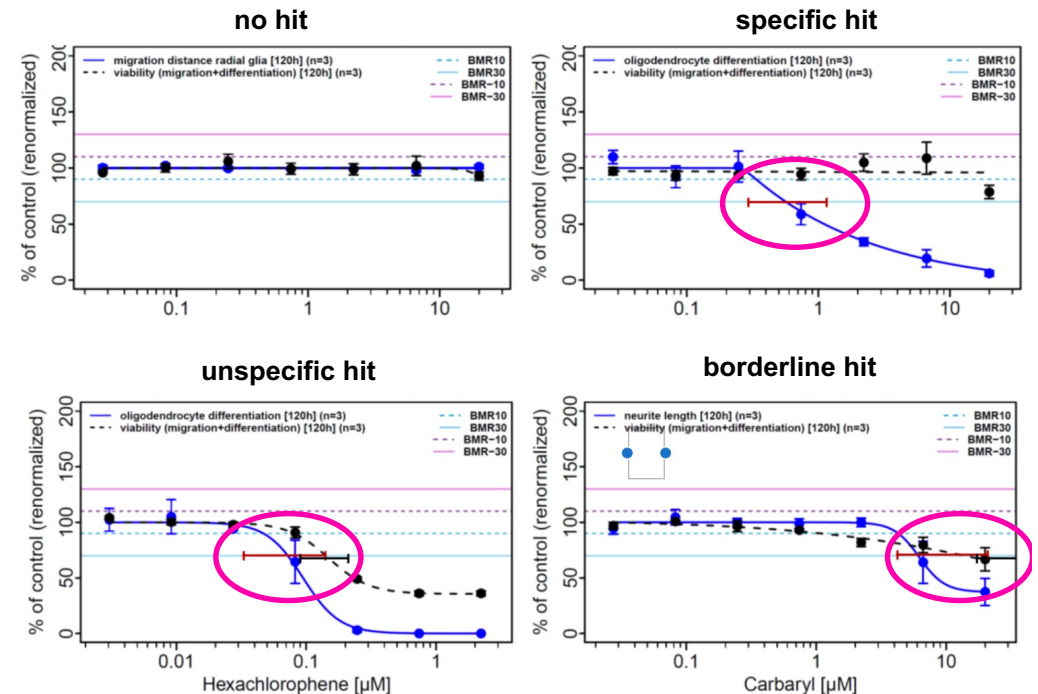 no hit
specific hit
% of control (renormalized)
0 50 100 150 200
migration distance radial glia [120h] (n=3)
viability (migration+differentiation) [120h] (n=3)
BMR10
BMR30
BMR−10
BMR−30
0.1 1 10
% of control (renormalized)
0 50 100 150 200
oligodendrocyte differentiation [120h] (n=3)
viability (migration+differentiation) [120h] (n=3)
BMR10
BMR30
BMR−10
BMR−30
0.1 1 10
unspecific hit
borderline hit
% of control (renormalized)
0 50 100 150 200
oligodendrocyte differentiation [120h] (n=3)
viability (migration+differentiation) [120h] (n=3)
BMR10
BMR30
BMR−10
BMR−30
0.01 0.1 1
Hexachlorophene [µM]
% of control (renormalized)
0 50 100 150 200
neurite length [120h] (n=3)
viability (migration+differentiation) [120h] (n=3)
BMR10
BMR30
BMR−10
BMR−30
0.1 1 10
Carbaryl [µM]